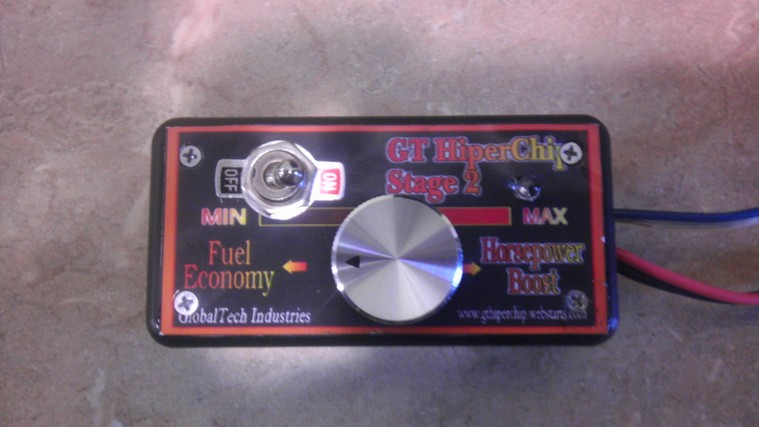 GT HiperChip
Stage 2
OFF
ON
MIN
MAX
Fuel
Economy
Horsepower
Boost
GlobalTech Industries
www.gthiperchip.webstarts.com